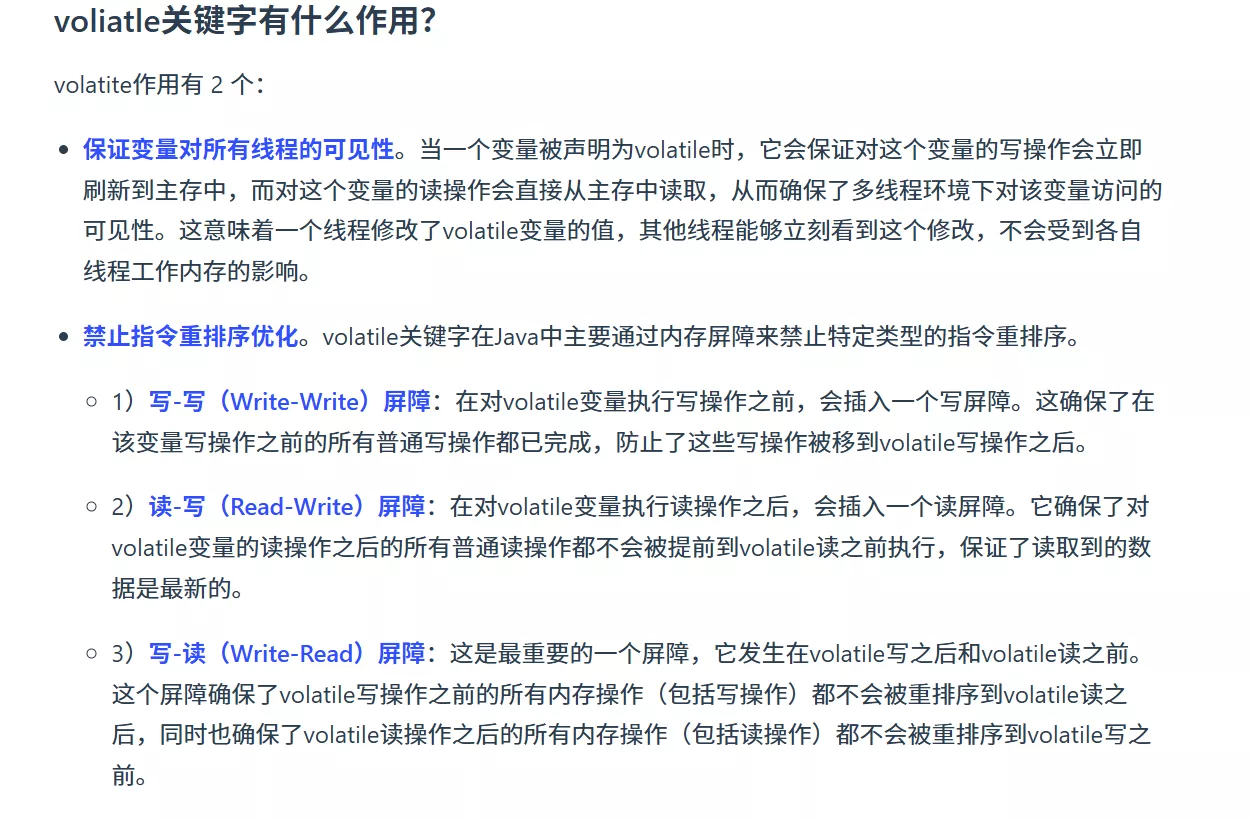 voliatle关键字有什么作用？
volatite作用有 2 个：
• 保证变量对所有线程的可见性。当一个变量被声明为volatile时，它会保证对这个变量的写操作会立即
刷新到主存中，而对这个变量的读操作会直接从主存中读取，从而确保了多线程环境下对该变量访问的
可见性。这意味着一个线程修改了volatile变量的值，其他线程能够立刻看到这个修改，不会受到各自
线程工作内存的影响。
• 禁止指令重排序优化。volatile关键字在Java中主要通过内存屏障来禁止特定类型的指令重排序。
○ 1）写-写（Write-Write）屏障：在对volatile变量执行写操作之前，会插入一个写屏障。这确保了在
该变量写操作之前的所有普通写操作都已完成，防止了这些写操作被移到volatile写操作之后。
○ 2）读-写（Read-Write）屏障：在对volatile变量执行读操作之后，会插入一个读屏障。它确保了对
volatile变量的读操作之后的所有普通读操作都不会被提前到volatile读之前执行，保证了读取到的数
据是最新的。
○ 3）写-读（Write-Read）屏障：这是最重要的一个屏障，它发生在volatile写之后和volatile读之前。
这个屏障确保了volatile写操作之前的所有内存操作（包括写操作）都不会被重排序到volatile读之
后，同时也确保了volatile读操作之后的所有内存操作（包括读操作）都不会被重排序到volatile写之
前。